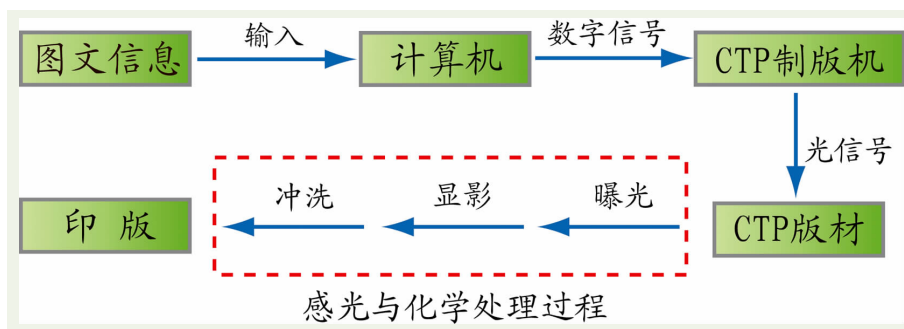 输入
数字信号
图文信息
计算机
CTP制版机
光信号
冲洗
显影
曝光
印 版
CTP版材
感光与化学处理过程